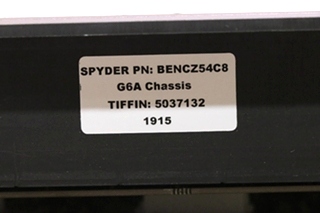 SPYDER PN: BENCZ54C8
G6A Chassis
TIFFIN: 5037132
1915